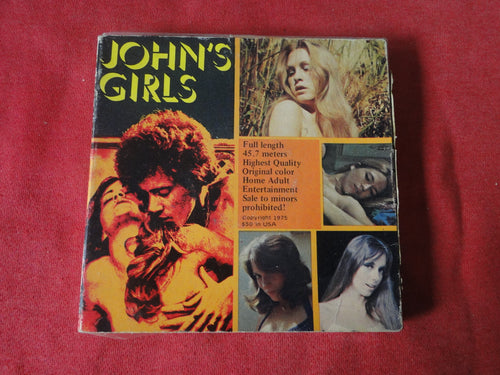 JOHN'S
GIRLS
Full length
45.7 meters
Highest Quality
Original color
Home Adult
Entertainment
Sale to minors
prohibited!
Copyright 1975
$50 in USA